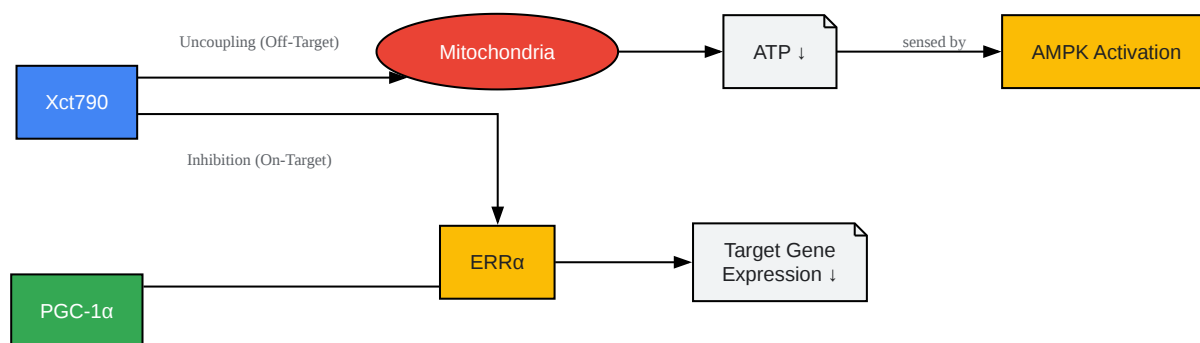 Uncoupling (Off-Target)
Mitochondria
ATP ↓
sensed by
AMPK Activation
Xct790
Inhibition (On-Target)
ERRα
Target Gene
Expression ↓
PGC-1α